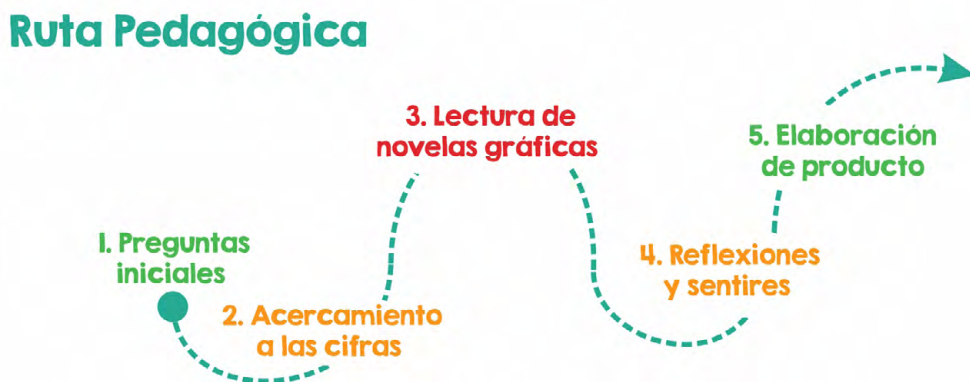 Ruta Pedagógica
1. Preguntas
iniciales
2. Acercamiento
a las cifras
3. Lectura de
novelas gráficas
4. Reflexiones
y sentires
5. Elaboración
de producto